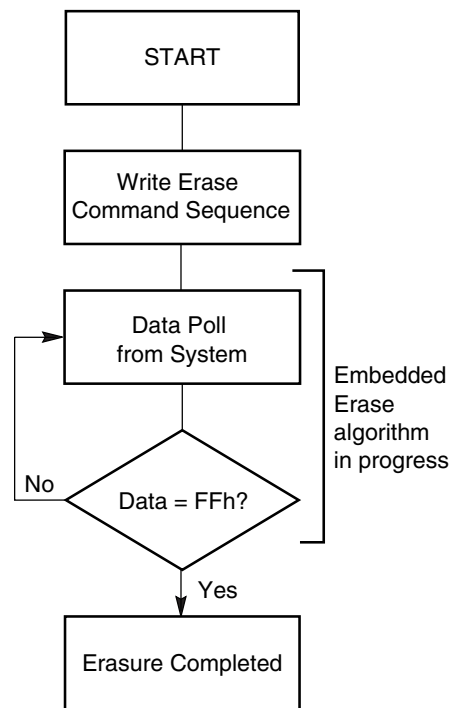 START
Write Erase
Command Sequence
Data Poll
from System
Embedded
Erase
algorithm
in progress
No
Data = FFh?
Yes
Erasure Completed